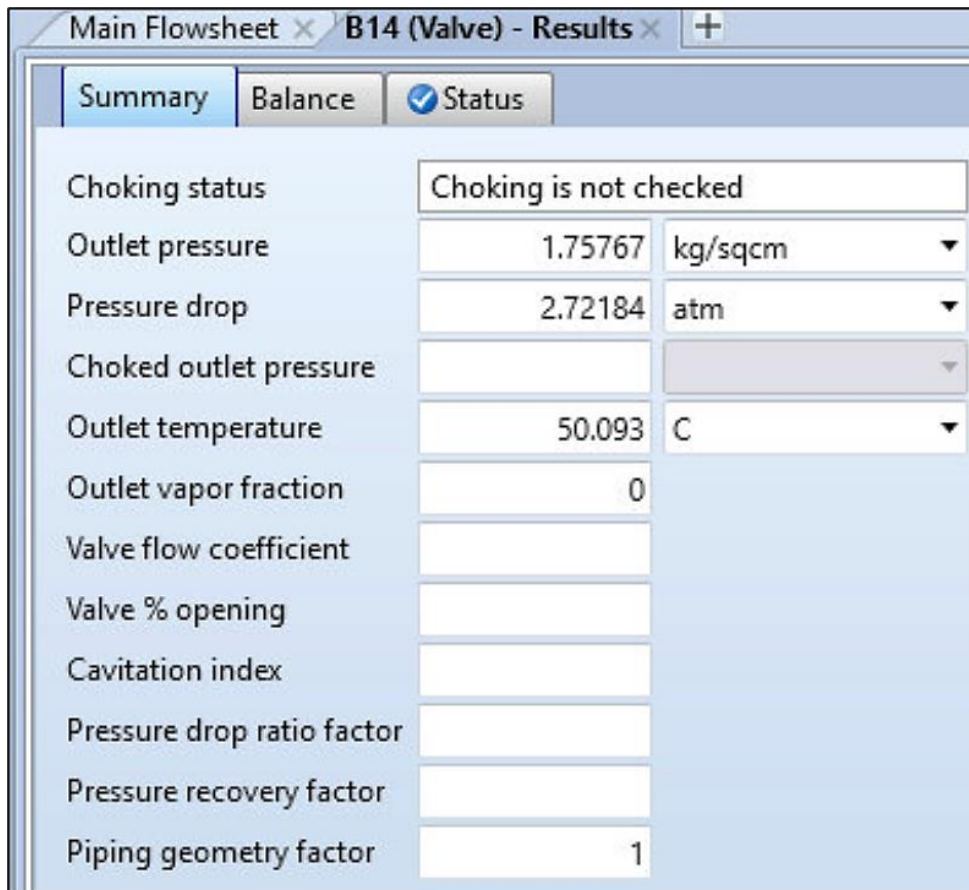 Main Flowsheet × B14 (Valve) - Results × +
Summary Balance Status
Choking status Choking is not checked
Outlet pressure 1.75767 kg/sqcm
Pressure drop 2.72184 atm
Choked outlet pressure
Outlet temperature 50.093 C
Outlet vapor fraction 0
Valve flow coefficient
Valve % opening
Cavitation index
Pressure drop ratio factor
Pressure recovery factor
Piping geometry factor 1